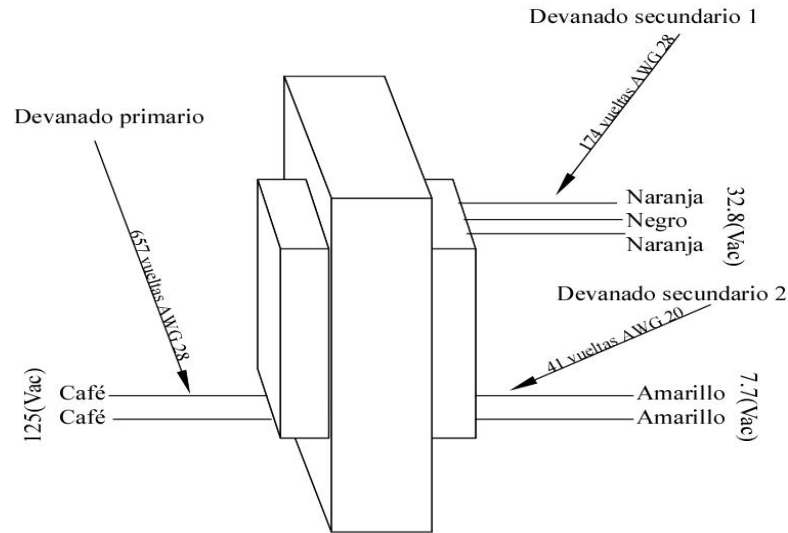 Devanado secundario 1
174 vueltas AWG 28
Devanado primario
657 vueltas AWG 28
Naranja
Negro
Naranja
32.8(Vac)
Devanado secundario 2
41 vueltas AWG 20
Café
Café
125(Vac)
Amarillo
Amarillo
7.7(Vac)